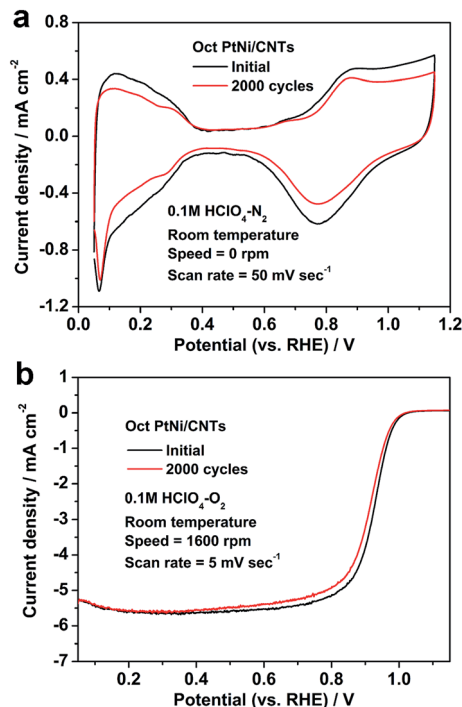 a
0.8
0.4
0.0
-0.4
-0.8
-1.2
Current density / mA cm⁻²
Oct PtNi/CNTs
Initial
2000 cycles
0.1M HClO₄-N₂
Room temperature
Speed = 0 rpm
Scan rate = 50 mV sec⁻¹
0.0 0.2 0.4 0.6 0.8 1.0 1.2
Potential (vs. RHE) / V
b
1
0
-1
-2
-3
-4
-5
-6
-7
Current density / mA cm⁻²
Oct PtNi/CNTs
Initial
2000 cycles
0.1M HClO₄-O₂
Room temperature
Speed = 1600 rpm
Scan rate = 5 mV sec⁻¹
0.2 0.4 0.6 0.8 1.0
Potential (vs. RHE) / V